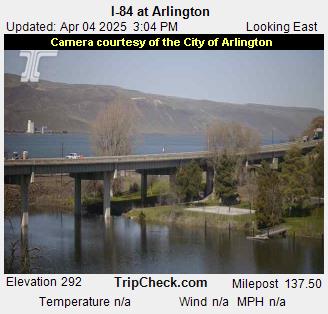 I-84 at Arlington
Updated: Apr 04 2025 3:04 PM Looking East
Camera courtesy of the City of Arlington
Elevation 292 TripCheck.com Milepost 137.50
Temperature n/a Wind n/a MPH n/a